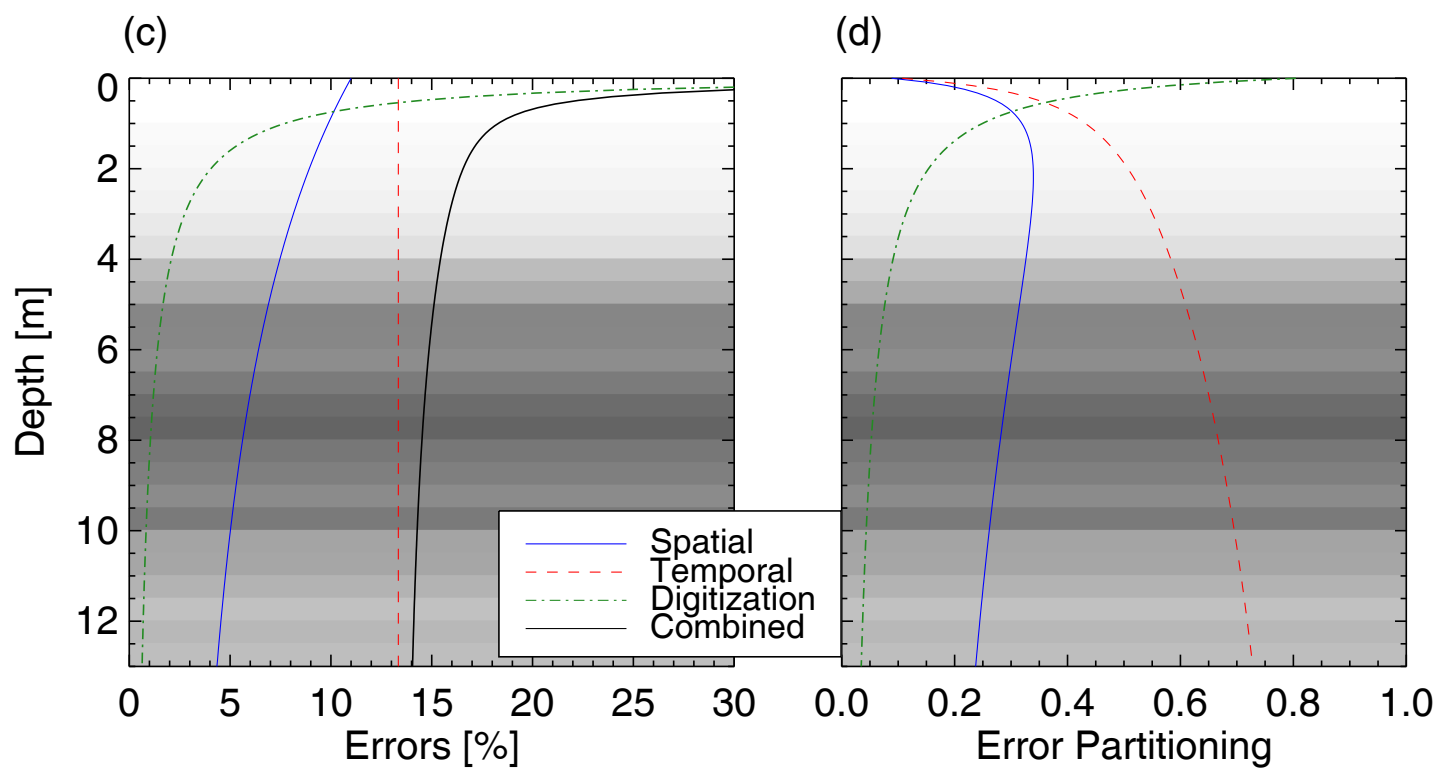 (c)
(d)
0
2
4
6
8
10
12
Depth [m]
Spatial
Temporal
Digitization
Combined
0 5 10 15 20 25 30
0.0 0.2 0.4 0.6 0.8 1.0
Errors [%]
Error Partitioning